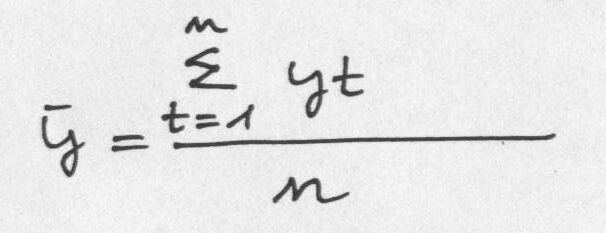 n
Σ yt
t=1
ȳ = ―
n